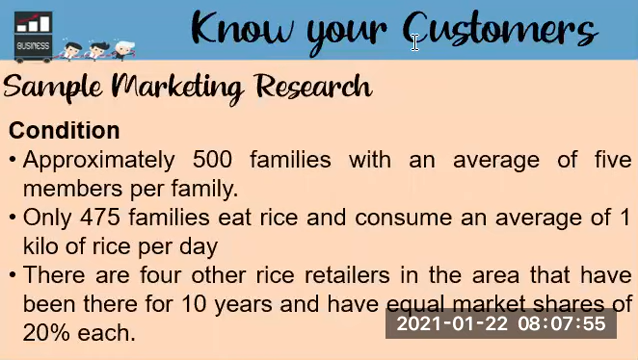 Know your Customers
BUSINESS
Sample Marketing Research
Condition
• Approximately 500 families with an average of five
members per family.
• Only 475 families eat rice and consume an average of 1
kilo of rice per day
• There are four other rice retailers in the area that have
been there for 10 years and have equal market shares of
20% each.
2021-01-22 08:07:55